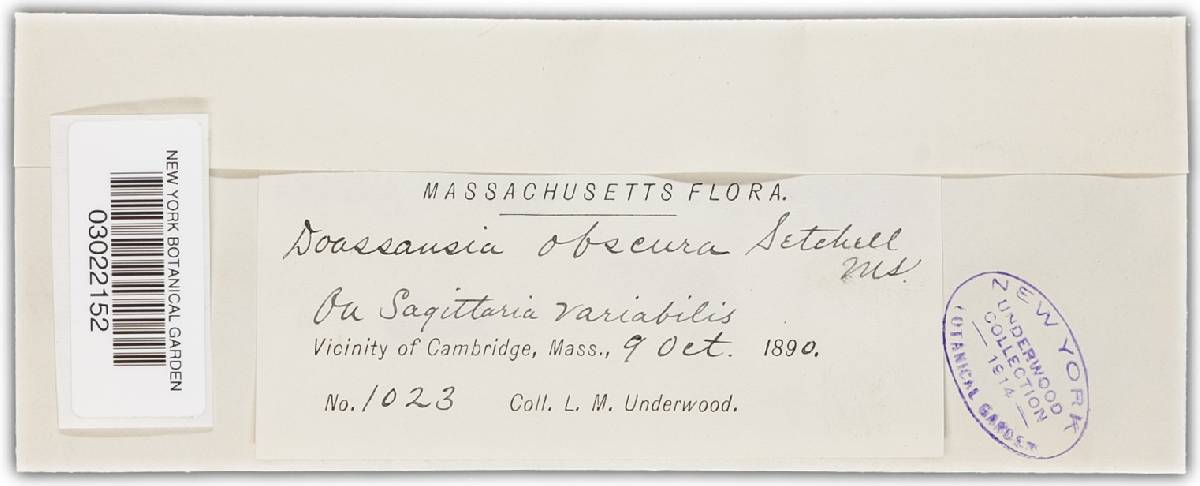 NEW YORK BOTANICAL GARDEN
03022152
MASSACHUSETTS FLORA.
Doassansia obscura Setchell
ms.
On Sagittaria variabilis
Vicinity of Cambridge, Mass., 9 Oct. 1890.
No. 1023 Coll. L. M. Underwood.
NEW YORK
UNDERWOOD
COLLECTION
— 1914 —
BOTANICAL GARDEN